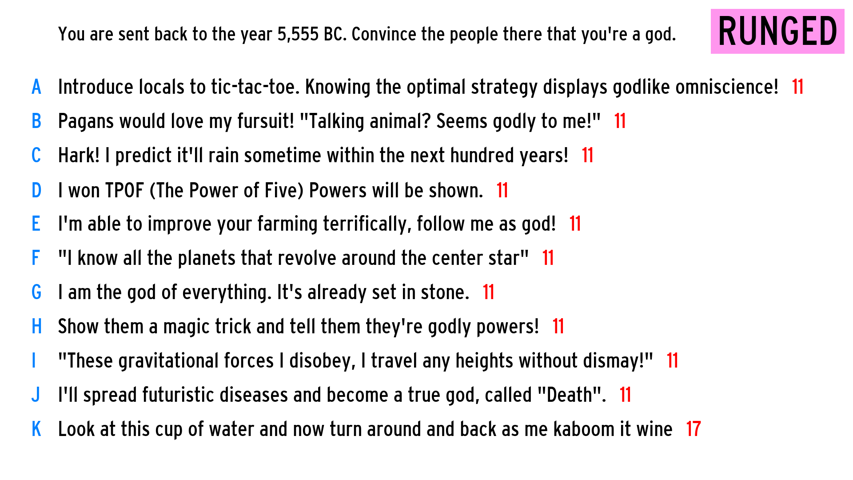 You are sent back to the year 5,555 BC. Convince the people there that you're a god.
RUNGED
A Introduce locals to tic-tac-toe. Knowing the optimal strategy displays godlike omniscience! 11
B Pagans would love my fursuit! "Talking animal? Seems godly to me!" 11
C Hark! I predict it'll rain sometime within the next hundred years! 11
D I won TPOF (The Power of Five) Powers will be shown. 11
E I'm able to improve your farming terrifically, follow me as god! 11
F "I know all the planets that revolve around the center star" 11
G I am the god of everything. It's already set in stone. 11
H Show them a magic trick and tell them they're godly powers! 11
I "These gravitational forces I disobey, I travel any heights without dismay!" 11
J I'll spread futuristic diseases and become a true god, called "Death". 11
K Look at this cup of water and now turn around and back as me kaboom it wine 17